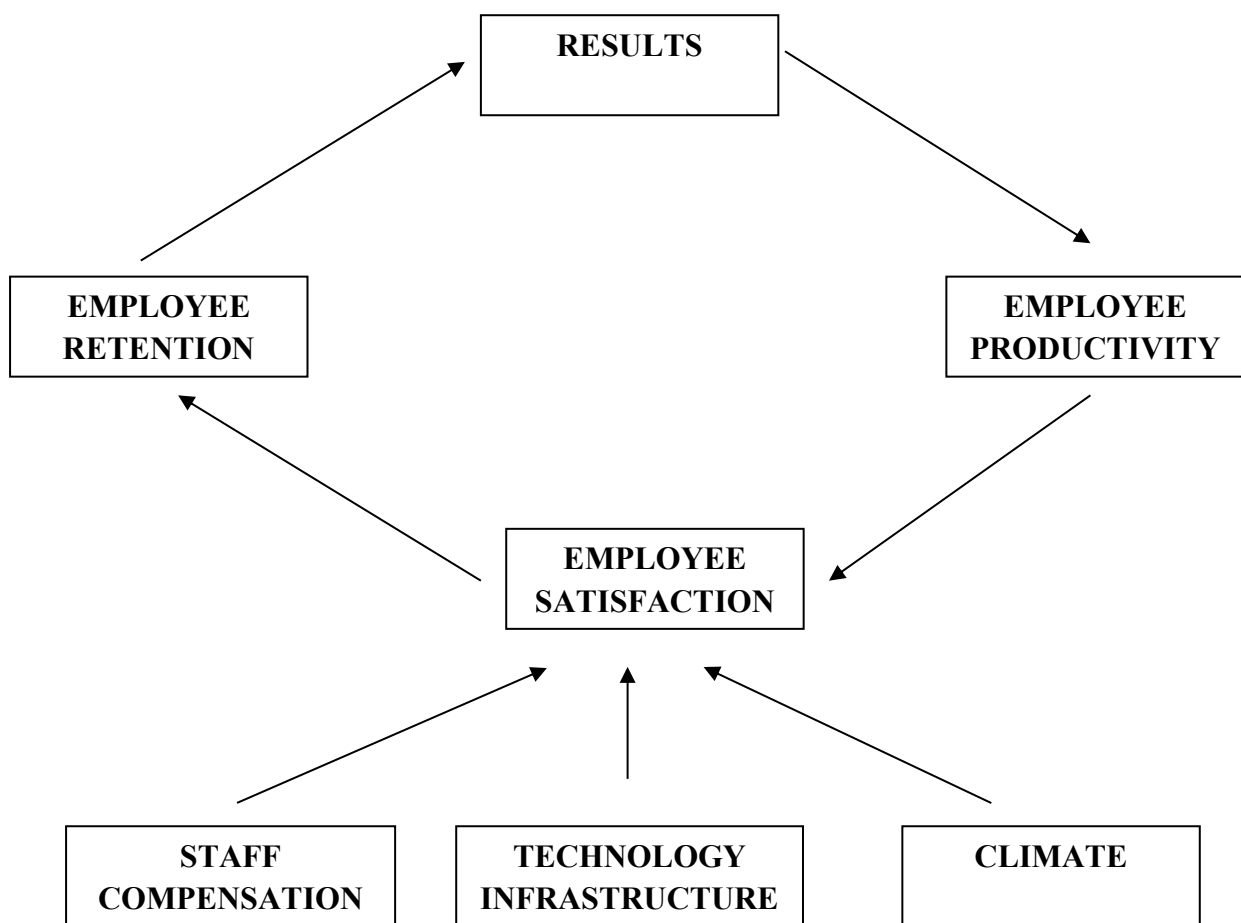 RESULTS
EMPLOYEE
RETENTION
EMPLOYEE
PRODUCTIVITY
EMPLOYEE
SATISFACTION
STAFF
COMPENSATION
TECHNOLOGY
INFRASTRUCTURE
CLIMATE